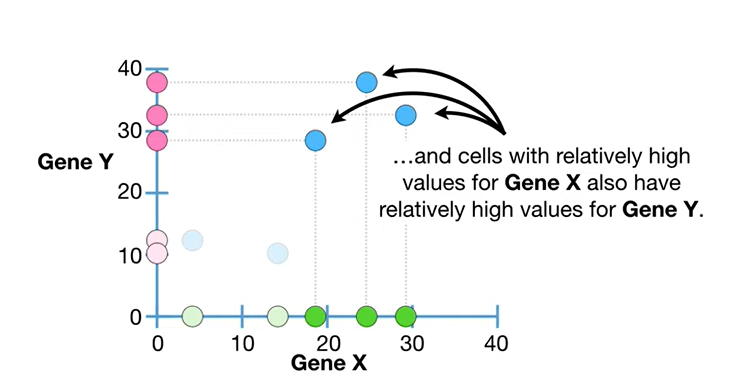 40
30
Gene Y
20
10
0
…and cells with relatively high
values for Gene X also have
relatively high values for Gene Y.
0 10 20 30 40
Gene X